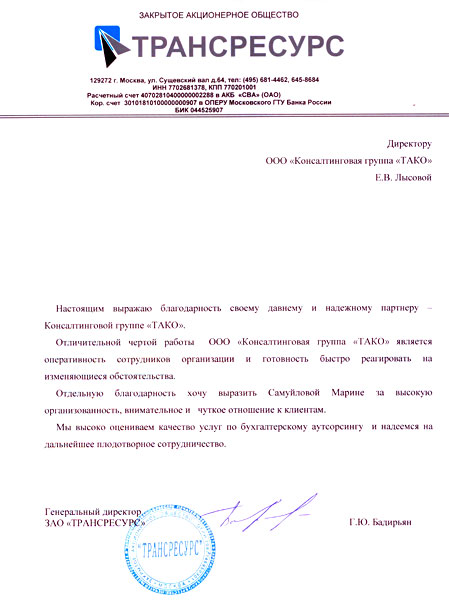 ЗАКРЫТОЕ АКЦИОНЕРНОЕ ОБЩЕСТВО
ТРАНСРЕСУРС
129272 г. Москва, ул. Сущевский вал д.64, тел: (495) 681-4462, 645-8684
ИНН 7702681378, КПП 770201001
Расчетный счет 40702810400000002288 в АКБ «СВА» (ОАО)
Кор. счет 30101810100000000907 в ОПЕРУ Московского ГТУ Банка России
БИК 044525907
Директору
ООО «Консалтинговая группа «ТАКО»
Е.В. Лысовой
Настоящим выражаю благодарность своему давнему и надежному партнеру –
Консалтинговой группе «ТАКО».
Отличительной чертой работы ООО «Консалтинговая группа «ТАКО» является
оперативность сотрудников организации и готовность быстро реагировать на
изменяющиеся обстоятельства.
Отдельную благодарность хочу выразить Самуйловой Марине за высокую
организованность, внимательное и чуткое отношение к клиентам.
Мы высоко оцениваем качество услуг по бухгалтерскому аутсорсингу и надеемся на
дальнейшее плодотворное сотрудничество.
Генеральный директор
ЗАО «ТРАНСРЕСУРС»
Г.Ю. Бадирьян
"ТРАНСРЕСУРС"